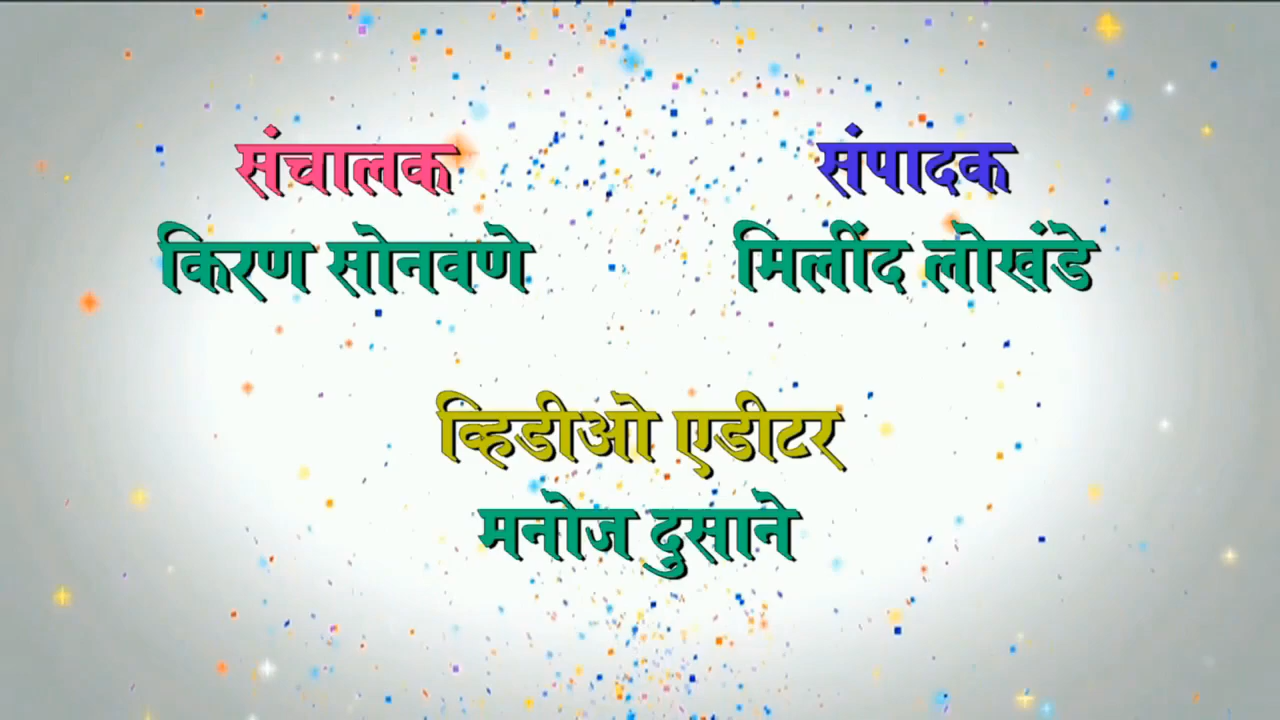 संचालक
किरण सोनवणे
संपादक
मिलींद लोखंडे
व्हिडीओ एडीटर
मनोज दुसाने